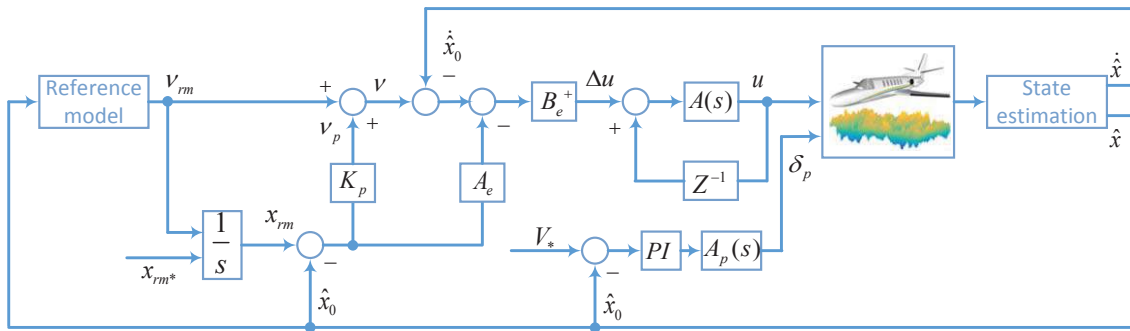 Reference
model
ν_rm
+
ν
ν_p
+
K_p
1
s
x_rm
x_rm*
−
x̂_0
ẋ̂_0
−
−
A_e
B_e^+
Δu
+
A(s)
u
Z^−1
V_*
−
x̂_0
PI
A_p(s)
δ_p
State
estimation
ẋ̂
x̂